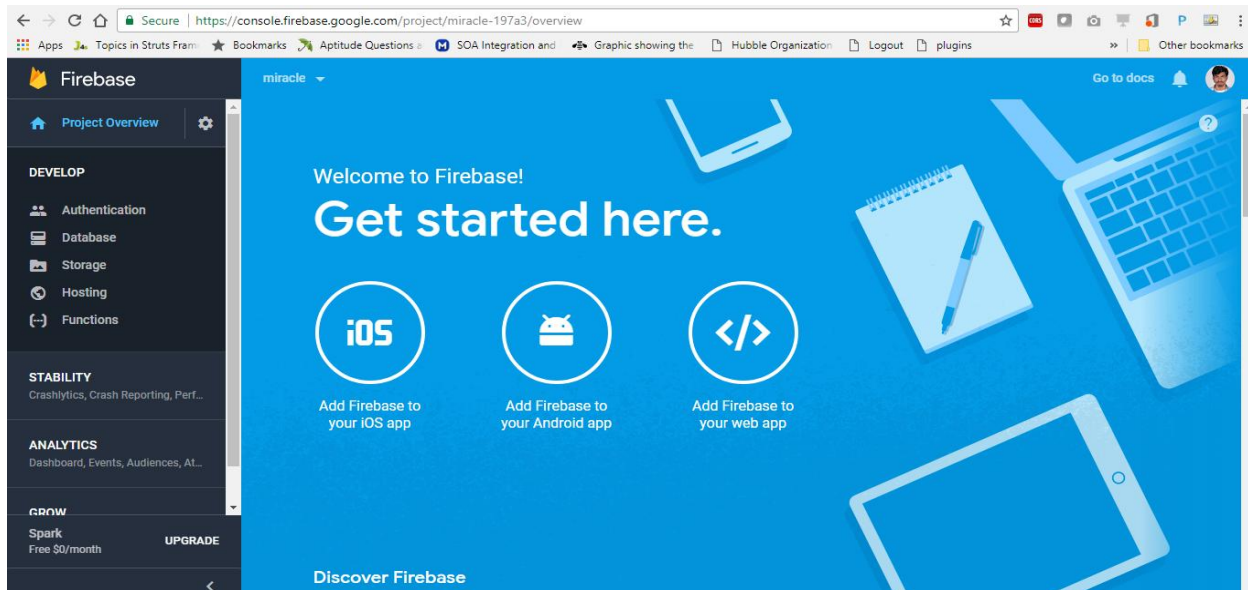 Secure https://console.firebase.google.com/project/miracle-197a3/overview
CORS
P
Apps Topics in Struts Fram Bookmarks Aptitude Questions a M SOA Integration and Graphic showing the Hubble Organization Logout plugins » Other bookmarks
Firebase
miracle
Go to docs
Project Overview
?
DEVELOP
Authentication
Database
Storage
Hosting
Functions
STABILITY
Crashlytics, Crash Reporting, Perf...
ANALYTICS
Dashboard, Events, Audiences, At...
GROW
Spark
Free $0/month
UPGRADE
Welcome to Firebase!
Get started here.
iOS
</>
Add Firebase to
your iOS app
Add Firebase to
your Android app
Add Firebase to
your web app
Discover Firebase